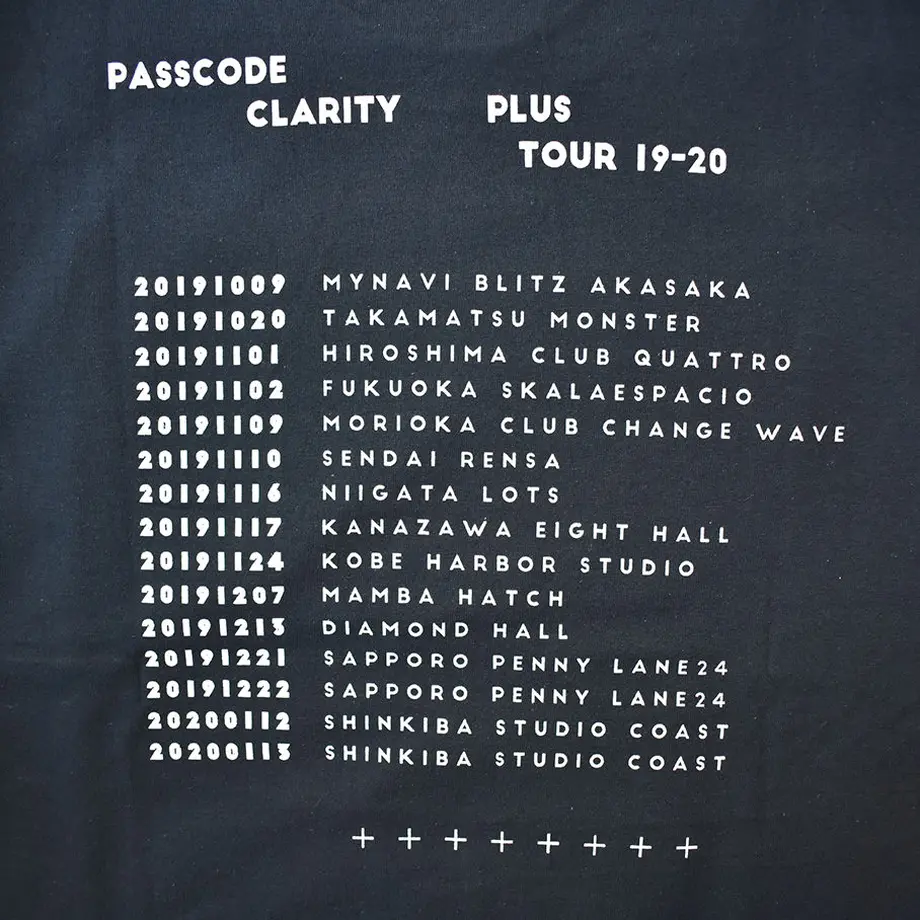 PASSCODE
CLARITY PLUS
TOUR 19-20
20191009 MYNAVI BLITZ AKASAKA
20191020 TAKAMATSU MONSTER
20191101 HIROSHIMA CLUB QUATTRO
20191102 FUKUOKA SKALAESPACIO
20191109 MORIOKA CLUB CHANGE WAVE
20191110 SENDAI RENSA
20191116 NIIGATA LOTS
20191117 KANAZAWA EIGHT HALL
20191124 KOBE HARBOR STUDIO
20191207 MAMBA HATCH
20191213 DIAMOND HALL
20191221 SAPPORO PENNY LANE24
20191222 SAPPORO PENNY LANE24
20200112 SHINKIBA STUDIO COAST
20200113 SHINKIBA STUDIO COAST
+ + + + + + + +